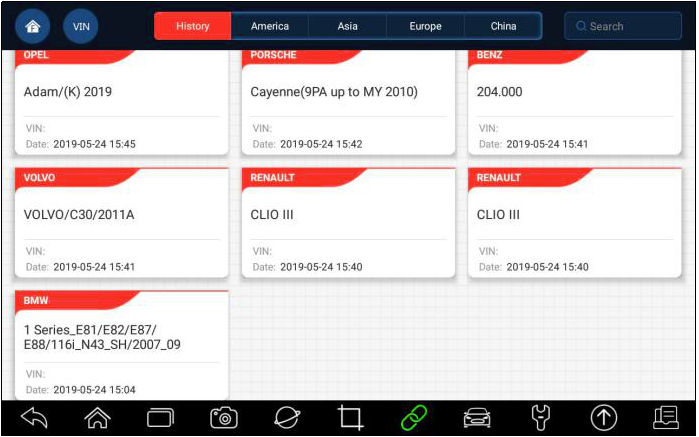 VIN
History
America
Asia
Europe
China
Search
OPEL
Adam/(K) 2019
VIN:
Date: 2019-05-24 15:45
PORSCHE
Cayenne(9PA up to MY 2010)
VIN:
Date: 2019-05-24 15:42
BENZ
204.000
VIN:
Date: 2019-05-24 15:41
VOLVO
VOLVO/C30/2011A
VIN:
Date: 2019-05-24 15:41
RENAULT
CLIO III
VIN:
Date: 2019-05-24 15:40
RENAULT
CLIO III
VIN:
Date: 2019-05-24 15:40
BMW
1 Series_E81/E82/E87/
E88/116i_N43_SH/2007_09
VIN:
Date: 2019-05-24 15:04